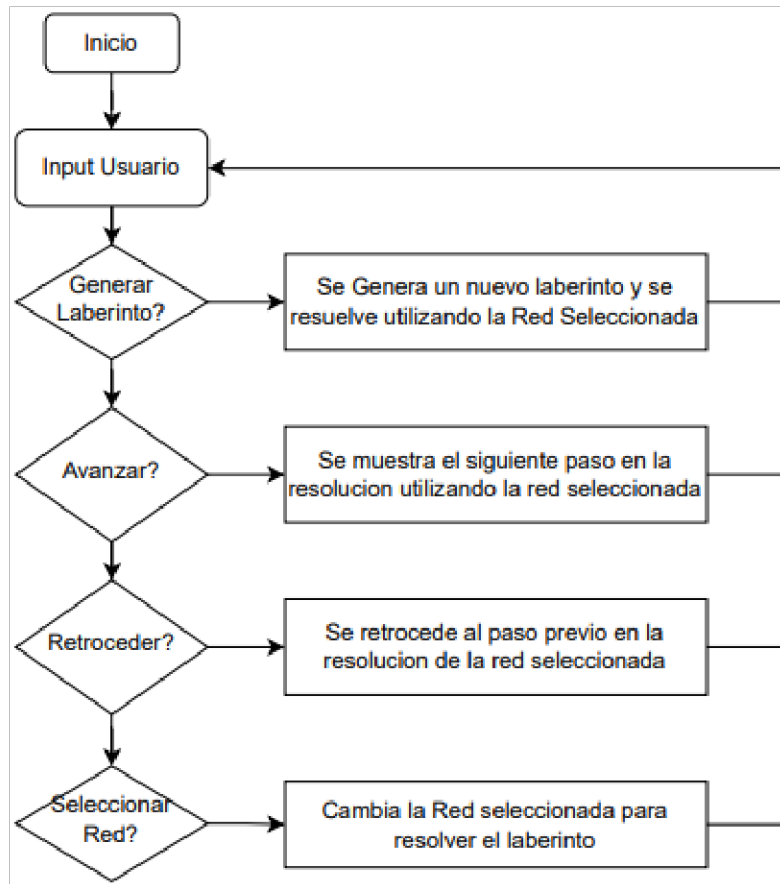 Inicio
Input Usuario
Generar
Laberinto?
Se Genera un nuevo laberinto y se
resuelve utilizando la Red Seleccionada
Avanzar?
Se muestra el siguiente paso en la
resolucion utilizando la red seleccionada
Retroceder?
Se retrocede al paso previo en la
resolucion de la red seleccionada
Seleccionar
Red?
Cambia la Red seleccionada para
resolver el laberinto